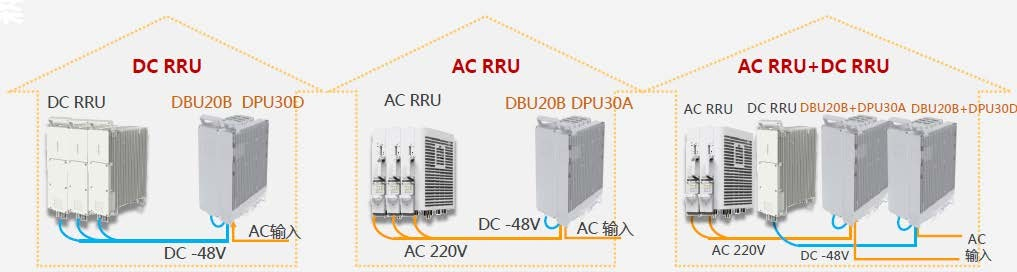 DC RRU
DC RRU
DBU20B DPU30D
DC -48V
AC输入
AC RRU
AC RRU
DBU20B DPU30A
DC -48V
AC 输入
AC 220V
AC RRU+DC RRU
AC RRU
DC RRU
DBU20B+DPU30A
DBU20B+DPU30D
AC 220V
DC -48V
AC
输入